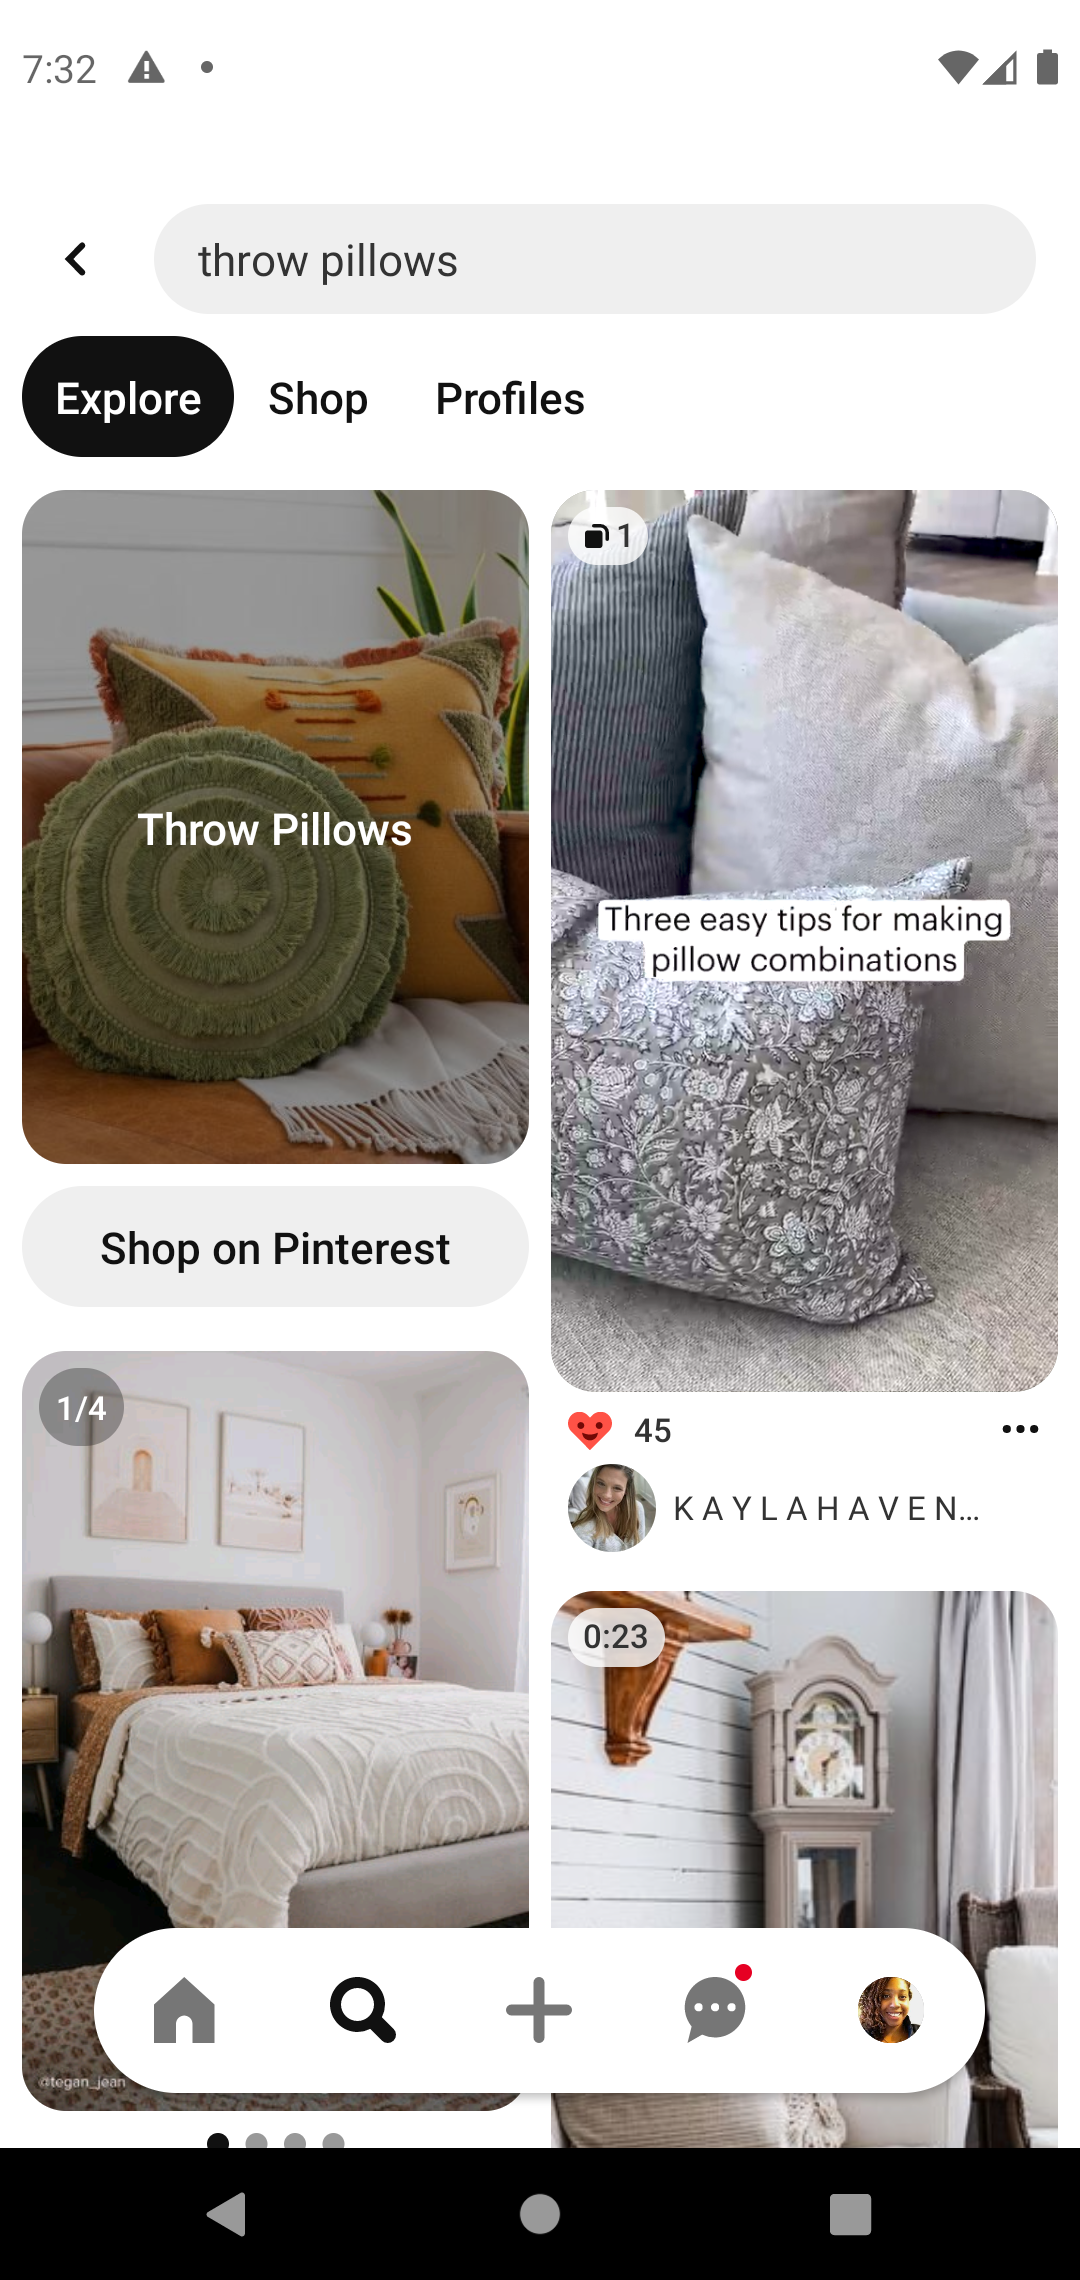 7:32
throw pillows
Explore
Shop
Profiles
Throw Pillows
Shop on Pinterest
1
Three easy tips for making
pillow combinations
45
KAYLAHAVEN...
1/4
@tegan_jean
0:23